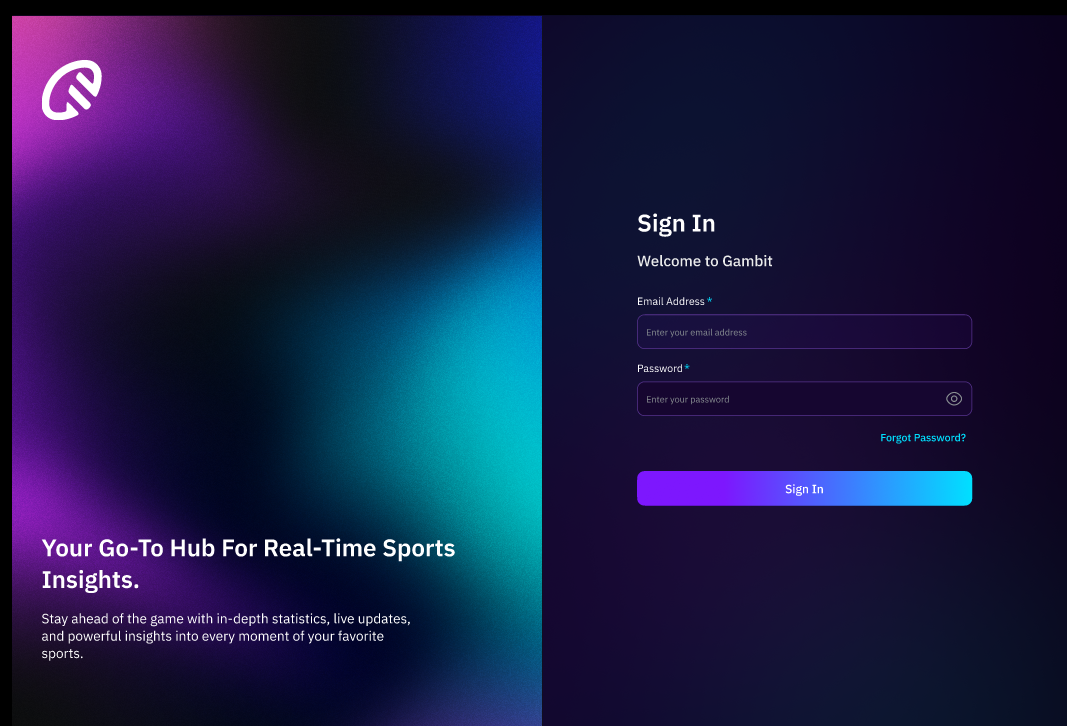 Your Go-To Hub For Real-Time Sports
Insights.
Stay ahead of the game with in-depth statistics, live updates,
and powerful insights into every moment of your favorite
sports.
Sign In
Welcome to Gambit
Email Address *
Enter your email address
Password *
Enter your password
Forgot Password?
Sign In